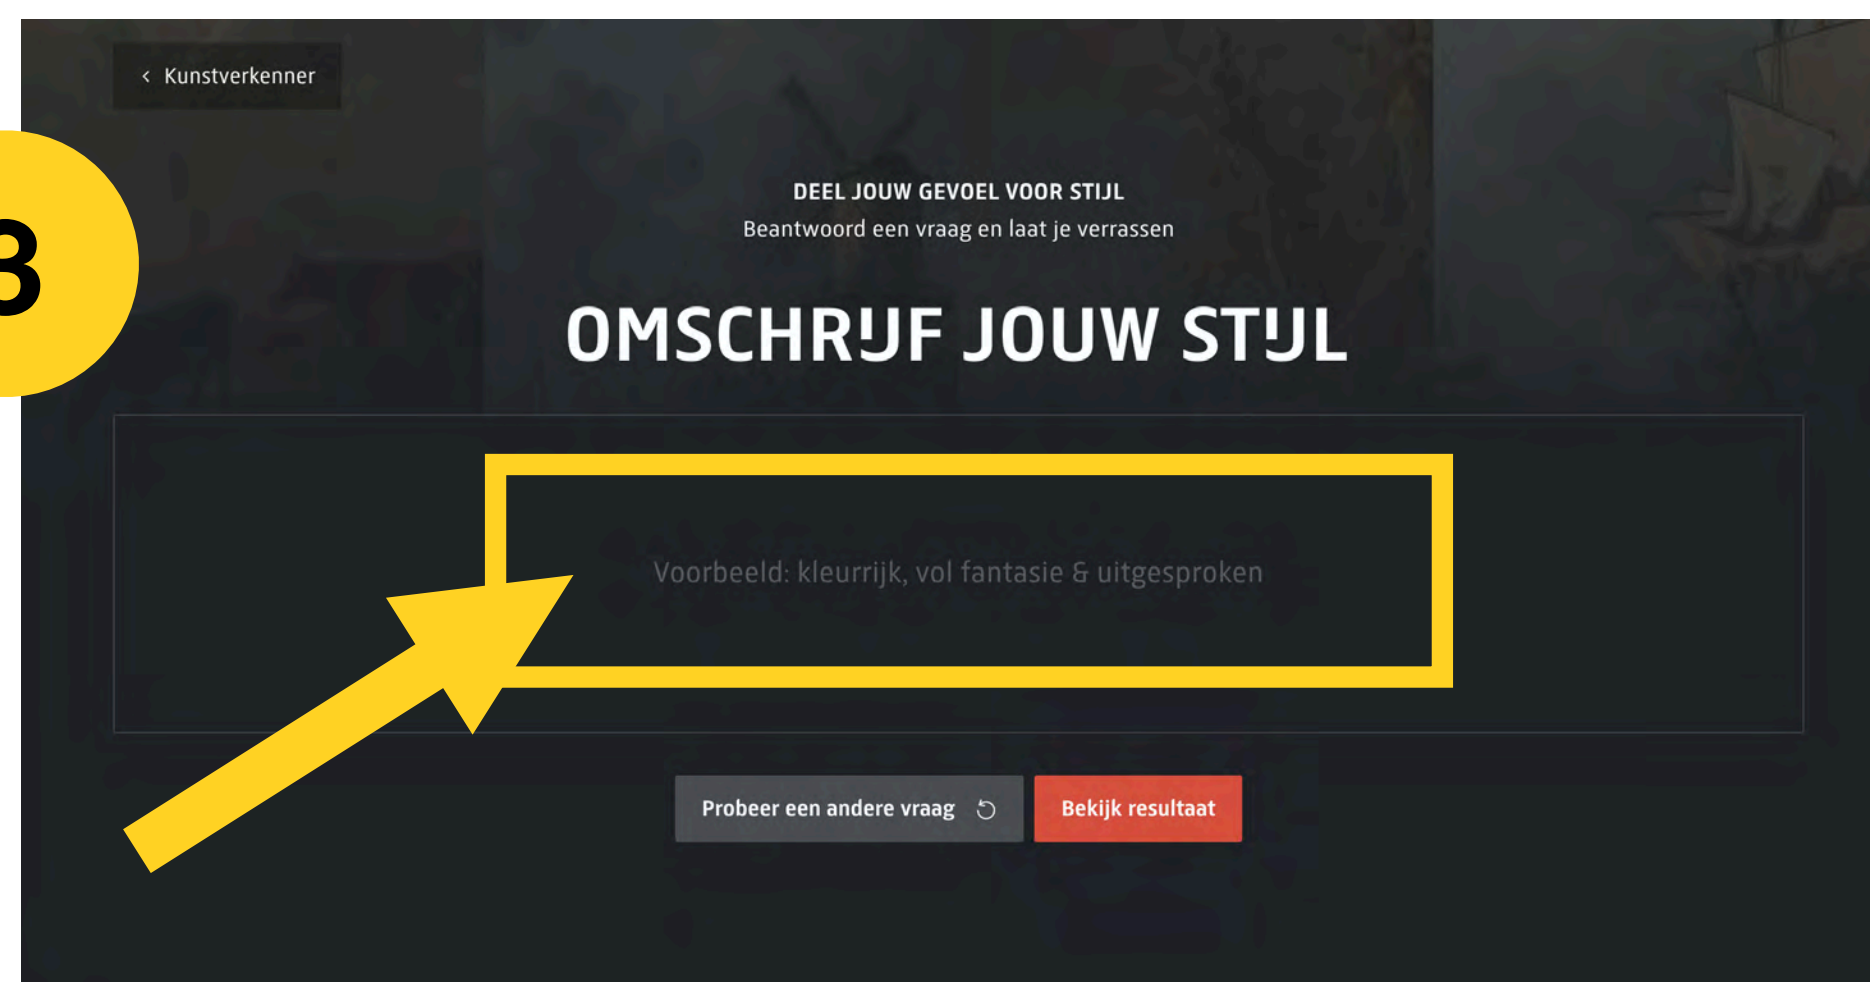 < Kunstverkenner
3
DEEL JOUW GEVOEL VOOR STIJL
Beantwoord een vraag en laat je verrassen
OMSCHRIJF JOUW STIJL
Voorbeeld: kleurrijk, vol fantasie & uitgesproken
Probeer een andere vraag
Bekijk resultaat